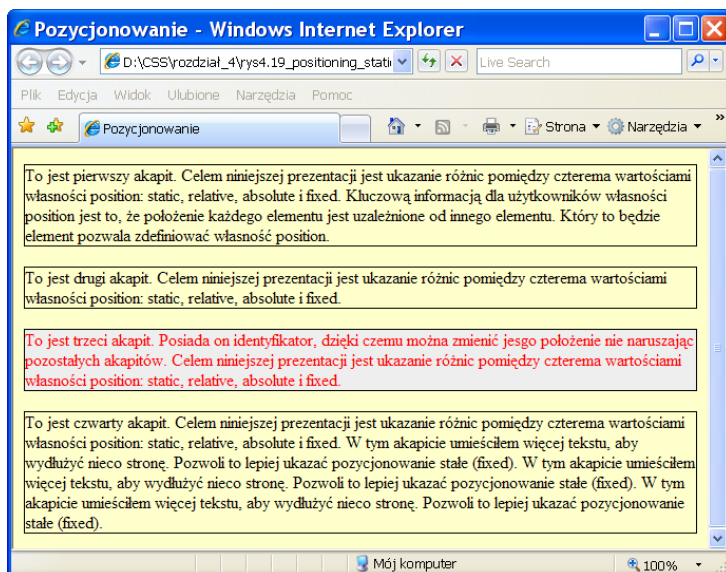 Pozycjonowanie - Windows Internet Explorer
D:\CSS\rozdział_4\rys4.19_positioning_stati
Live Search
Plik Edycja Widok Ulubione Narzędzia Pomoc
Pozycjonowanie
Strona
Narzędzia
»
To jest pierwszy akapit. Celem niniejszej prezentacji jest ukazanie różnic pomiędzy czterema wartościami
własności position: static, relative, absolute i fixed. Kluczową informacją dla użytkowników własności
position jest to, że położenie każdego elementu jest uzależnione od innego elementu. Który to będzie
element pozwala zdefiniować własność position.
To jest drugi akapit. Celem niniejszej prezentacji jest ukazanie różnic pomiędzy czterema wartościami
własności position: static, relative, absolute i fixed.
To jest trzeci akapit. Posiada on identyfikator, dzięki czemu można zmienić jesgo położenie nie naruszając
pozostałych akapitów. Celem niniejszej prezentacji jest ukazanie różnic pomiędzy czterema wartościami
własności position: static, relative, absolute i fixed.
To jest czwarty akapit. Celem niniejszej prezentacji jest ukazanie różnic pomiędzy czterema wartościami
własności position: static, relative, absolute i fixed. W tym akapicie umieściłem więcej tekstu, aby
wydłużyć nieco stronę. Pozwoli to lepiej ukazać pozycjonowanie stałe (fixed). W tym akapicie umieściłem
więcej tekstu, aby wydłużyć nieco stronę. Pozwoli to lepiej ukazać pozycjonowanie stałe (fixed). W tym
akapicie umieściłem więcej tekstu, aby wydłużyć nieco stronę. Pozwoli to lepiej ukazać pozycjonowanie
stałe (fixed).
Mój komputer
100%